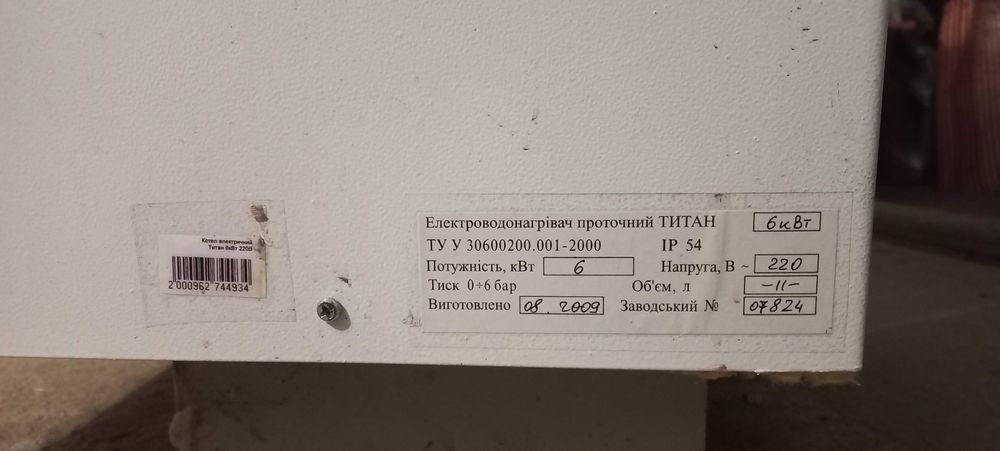 Котел електричний
Титан 6кВт 220В
2 000962 744934
Електроводонагрівач проточний ТИТАН 6кВт
ТУ У 30600200.001-2000 IP 54
Потужність, кВт 6 Напруга, В ~ 220
Тиск 0÷6 бар Об'єм, л –11–
Виготовлено 08.2009 Заводський № 07824